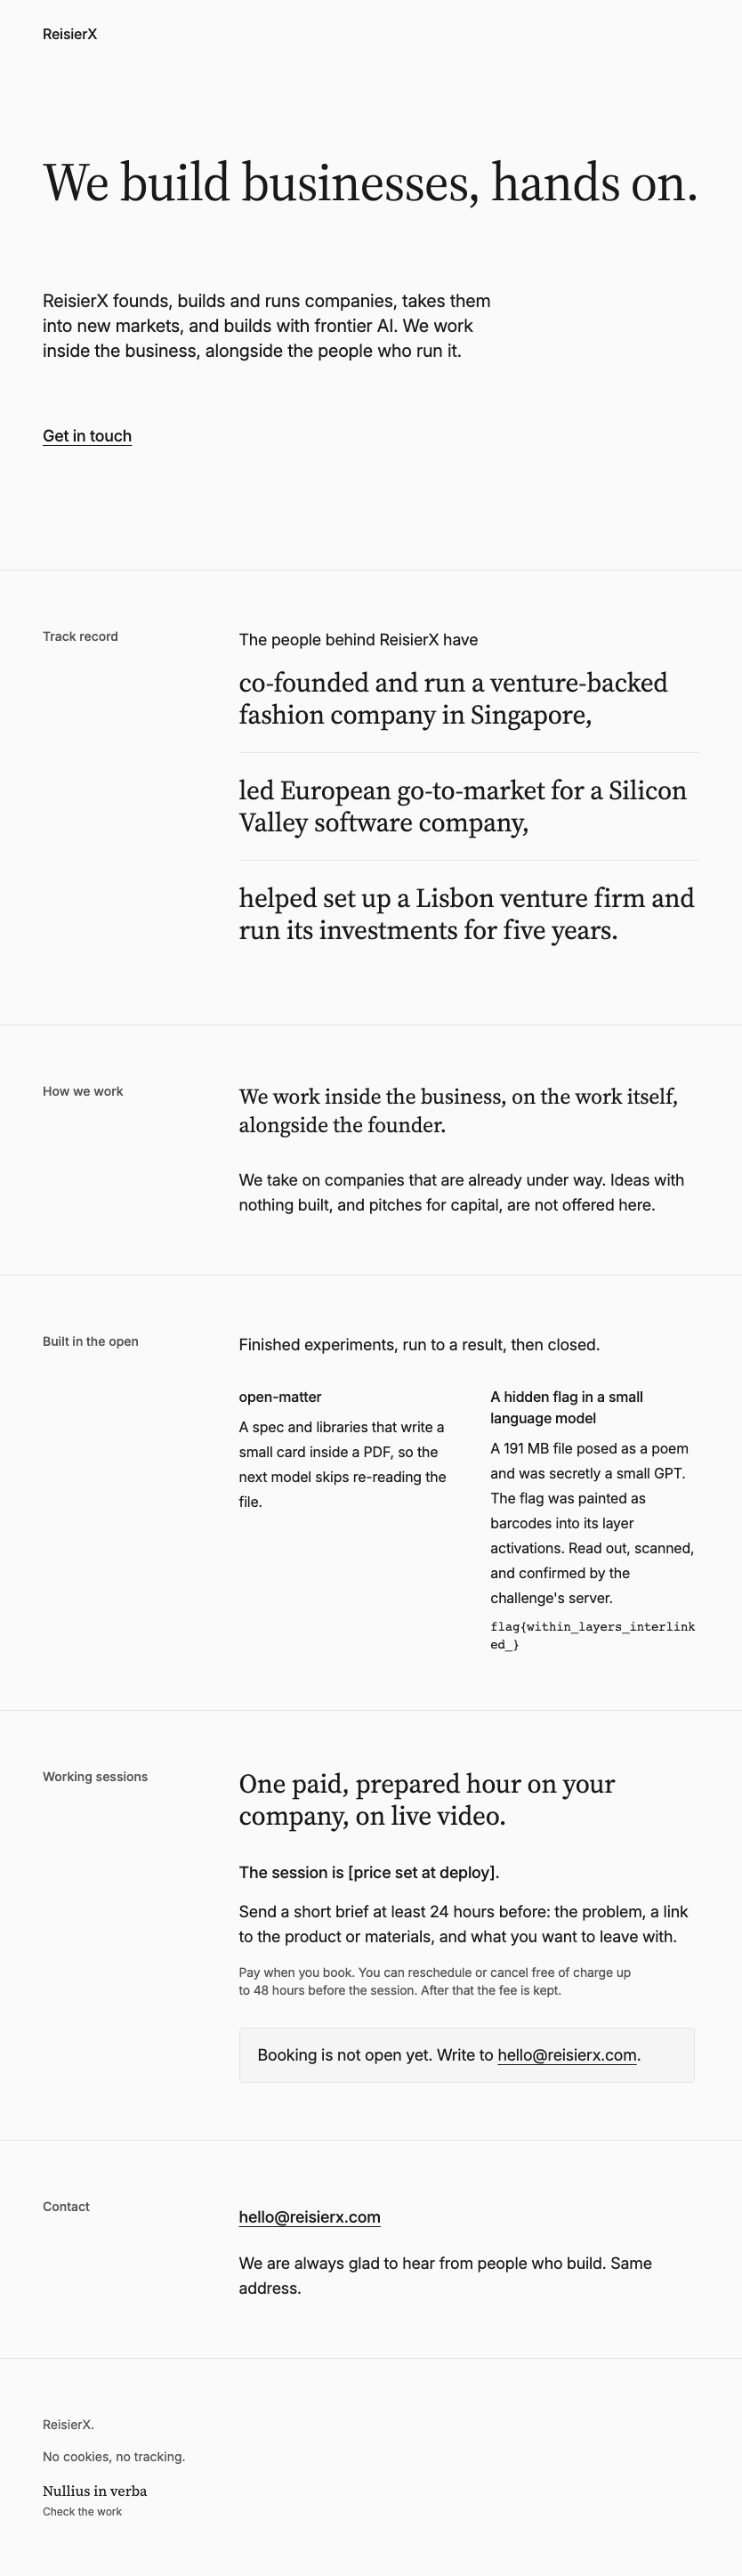 ReisierX
We build businesses, hands on.
ReisierX founds, builds and runs companies, takes them
into new markets, and builds with frontier AI. We work
inside the business, alongside the people who run it.
Get in touch
Track record
The people behind ReisierX have
co-founded and run a venture-backed
fashion company in Singapore,
led European go-to-market for a Silicon
Valley software company,
helped set up a Lisbon venture firm and
run its investments for five years.
How we work
We work inside the business, on the work itself,
alongside the founder.
We take on companies that are already under way. Ideas with
nothing built, and pitches for capital, are not offered here.
Built in the open
Finished experiments, run to a result, then closed.
open-matter
A spec and libraries that write a
small card inside a PDF, so the
next model skips re-reading the
file.
A hidden flag in a small
language model
A 191 MB file posed as a poem
and was secretly a small GPT.
The flag was painted as
barcodes into its layer
activations. Read out, scanned,
and confirmed by the
challenge's server.
flag{within_layers_interlink
ed_}
Working sessions
One paid, prepared hour on your
company, on live video.
The session is [price set at deploy].
Send a short brief at least 24 hours before: the problem, a link
to the product or materials, and what you want to leave with.
Pay when you book. You can reschedule or cancel free of charge up
to 48 hours before the session. After that the fee is kept.
Booking is not open yet. Write to hello@reisierx.com.
Contact
hello@reisierx.com
We are always glad to hear from people who build. Same
address.
ReisierX.
No cookies, no tracking.
Nullius in verba
Check the work